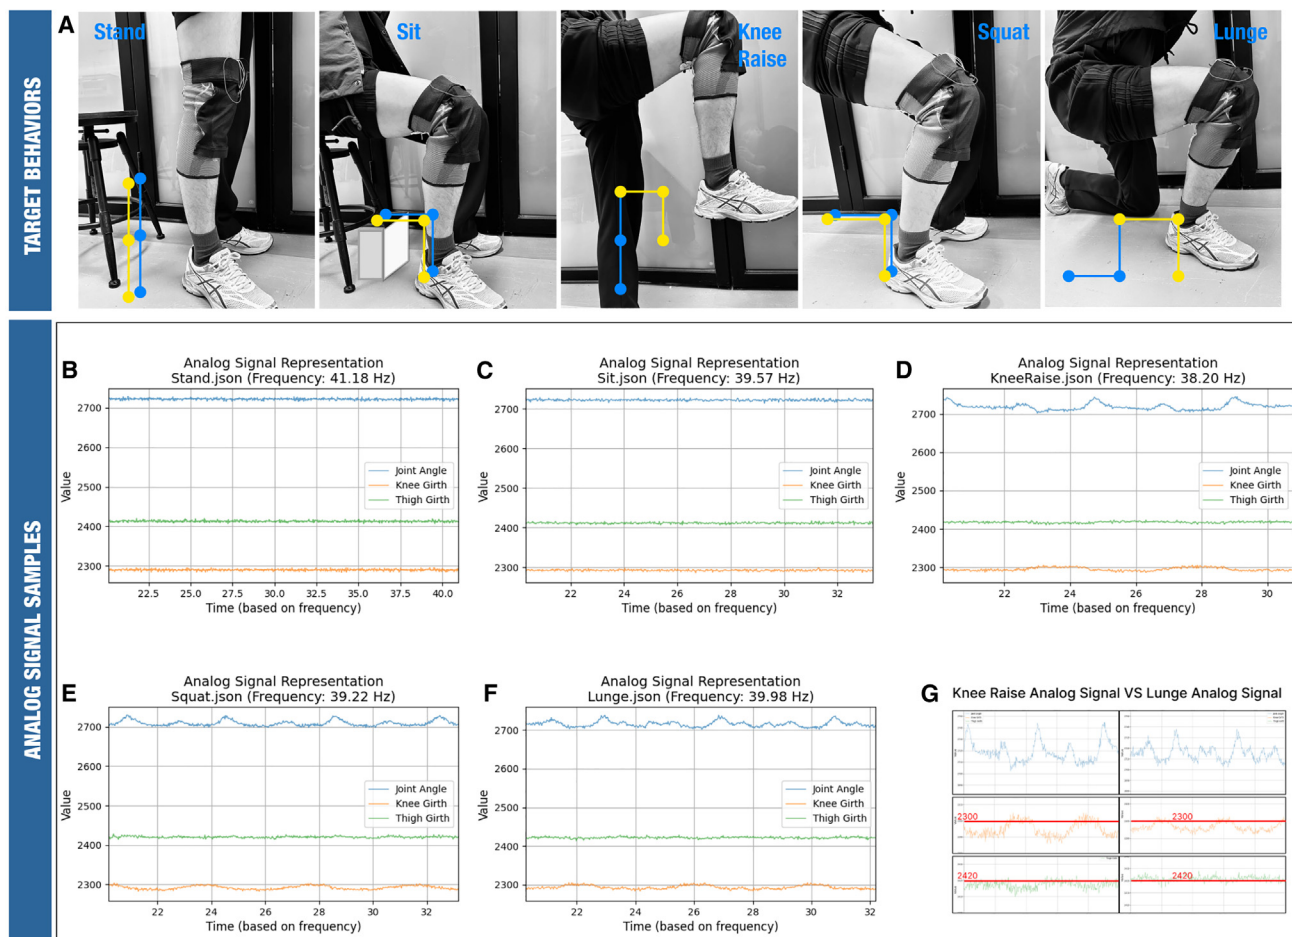 TARGET BEHAVIORS
A
Stand
Sit
Knee
Raise
Squat
Lunge
ANALOG SIGNAL SAMPLES
B
Analog Signal Representation
Stand.json (Frequency: 41.18 Hz)
Value
2700
2600
2500
2400
2300
Joint Angle
Knee Girth
Thigh Girth
22.5 25.0 27.5 30.0 32.5 35.0 37.5 40.0
Time (based on frequency)
C
Analog Signal Representation
Sit.json (Frequency: 39.57 Hz)
Value
2700
2600
2500
2400
2300
Joint Angle
Knee Girth
Thigh Girth
22 24 26 28 30 32
Time (based on frequency)
D
Analog Signal Representation
KneeRaise.json (Frequency: 38.20 Hz)
Value
2700
2600
2500
2400
2300
Joint Angle
Knee Girth
Thigh Girth
22 24 26 28 30
Time (based on frequency)
E
Analog Signal Representation
Squat.json (Frequency: 39.22 Hz)
Value
2700
2600
2500
2400
2300
Joint Angle
Knee Girth
Thigh Girth
22 24 26 28 30 32
Time (based on frequency)
F
Analog Signal Representation
Lunge.json (Frequency: 39.98 Hz)
Value
2700
2600
2500
2400
2300
Joint Angle
Knee Girth
Thigh Girth
22 24 26 28 30 32
Time (based on frequency)
G
Knee Raise Analog Signal VS Lunge Analog Signal
2300
2300
2420
2420